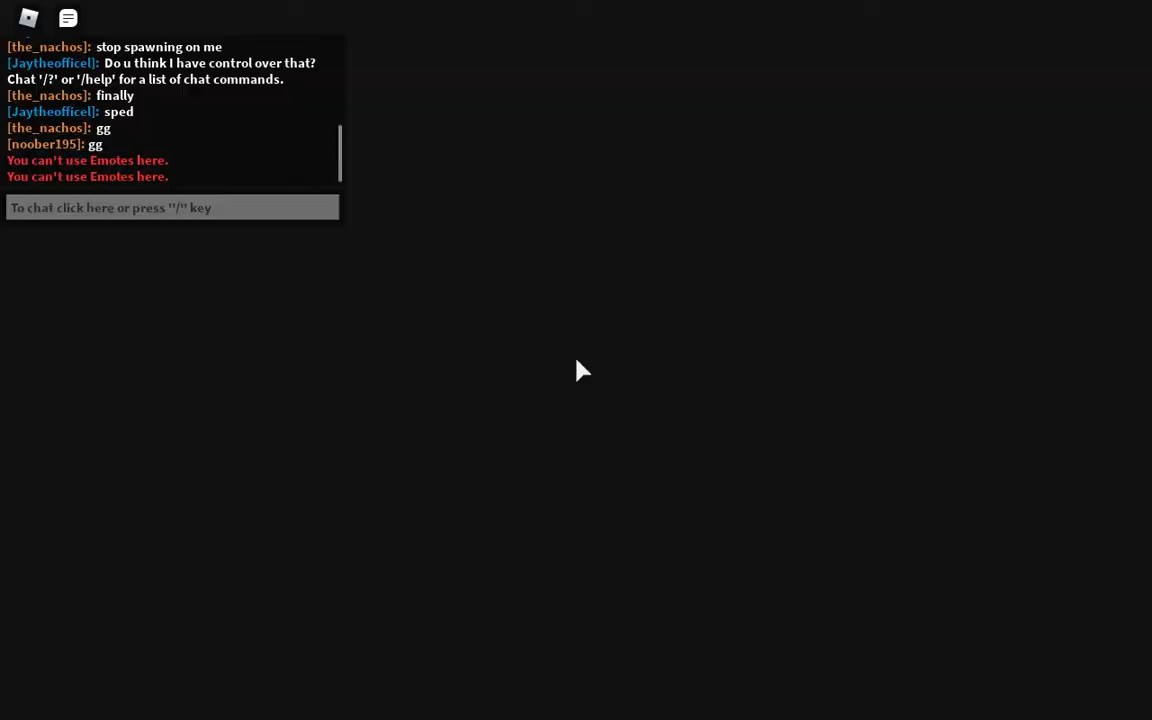 [the_nachos]: stop spawning on me
[Jaytheofficel]: Do u think I have control over that?
Chat '/?' or '/help' for a list of chat commands.
[the_nachos]: finally
[Jaytheofficel]: sped
[the_nachos]: gg
[noober195]: gg
You can't use Emotes here.
You can't use Emotes here.
To chat click here or press "/" key